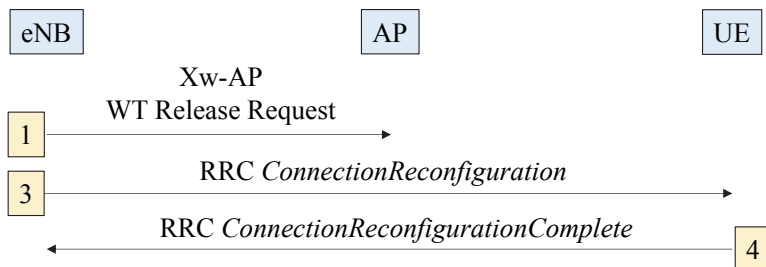 eNB AP UE
Xw-AP
WT Release Request
1
RRC ConnectionReconfiguration
3
RRC ConnectionReconfigurationComplete
4